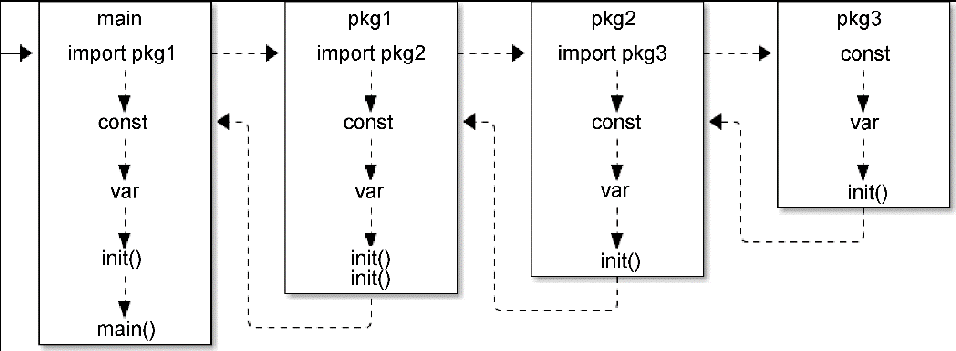 main
import pkg1
const
var
init()
main()
pkg1
import pkg2
const
var
init()
init()
pkg2
import pkg3
const
var
init()
pkg3
const
var
init()